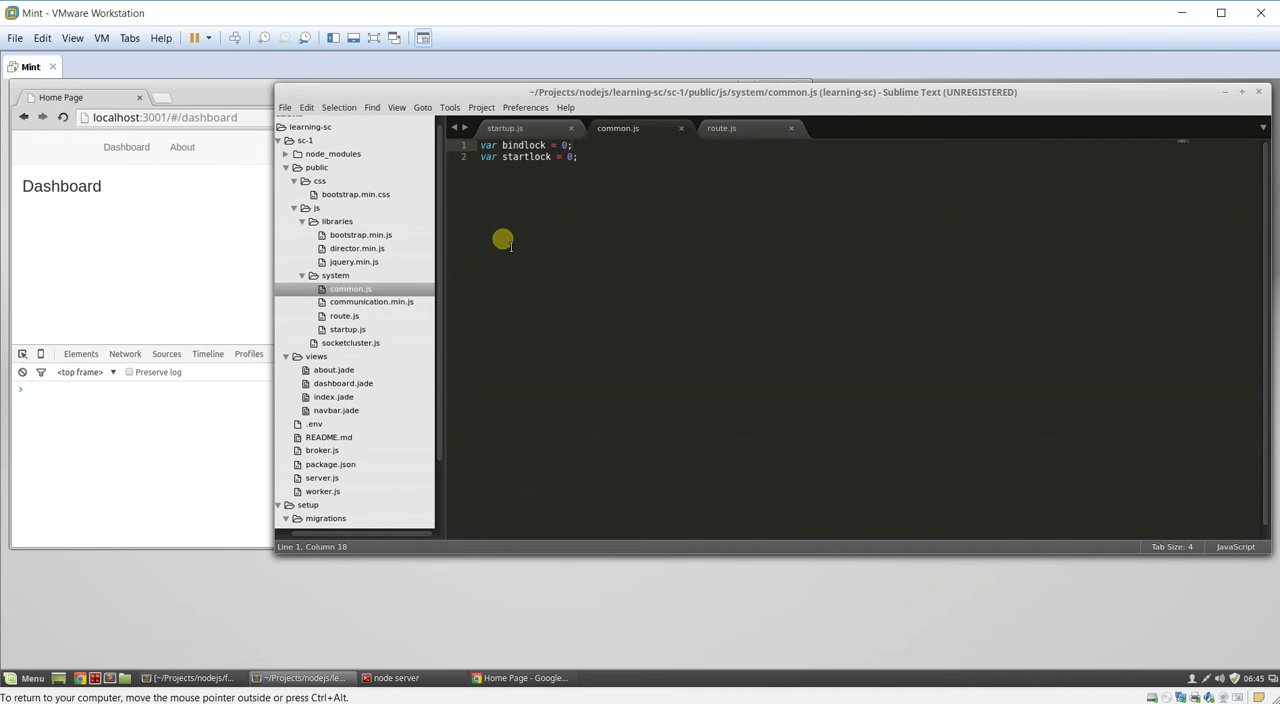 Mint - VMware Workstation
File Edit View VM Tabs Help
Mint
Home Page
localhost:3001/#/dashboard
Dashboard About
Dashboard
Elements Network Sources Timeline Profiles
<top frame> Preserve log
>
~/Projects/nodejs/learning-sc/sc-1/public/js/system/common.js (learning-sc) - Sublime Text (UNREGISTERED)
File Edit Selection Find View Goto Tools Project Preferences Help
learning-sc
sc-1
node_modules
public
css
bootstrap.min.css
js
libraries
bootstrap.min.js
director.min.js
jquery.min.js
system
common.js
communication.min.js
route.js
startup.js
socketcluster.js
views
about.jade
dashboard.jade
index.jade
navbar.jade
.env
README.md
broker.js
package.json
server.js
worker.js
setup
migrations
startup.js common.js route.js
1 var bindlock = 0;
2 var startlock = 0;
Line 1, Column 18 Tab Size: 4 JavaScript
Menu [~/Projects/nodejs/f... ~/Projects/nodejs/le... node server Home Page - Google... 06:45
To return to your computer, move the mouse pointer outside or press Ctrl+Alt.